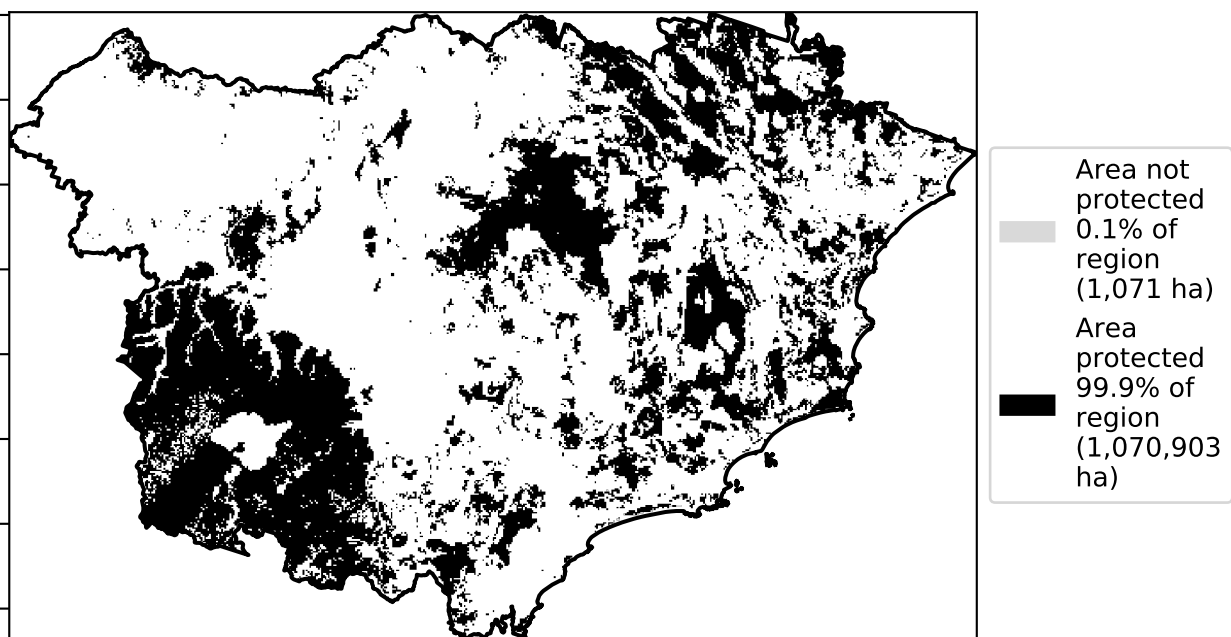 Area not
protected
0.1% of
region
(1,071 ha)
Area
protected
99.9% of
region
(1,070,903
ha)